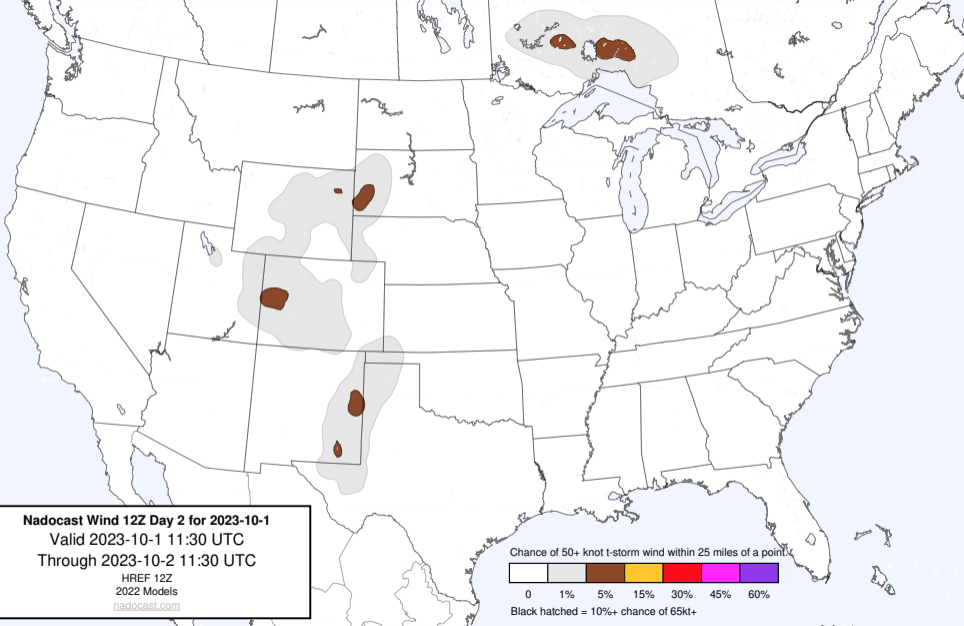 Nadocast Wind 12Z Day 2 for 2023-10-1
Valid 2023-10-1 11:30 UTC
Through 2023-10-2 11:30 UTC
HREF 12Z
2022 Models
nadocast.com
Chance of 50+ knot t-storm wind within 25 miles of a point.
0 1% 5% 15% 30% 45% 60%
Black hatched = 10%+ chance of 65kt+